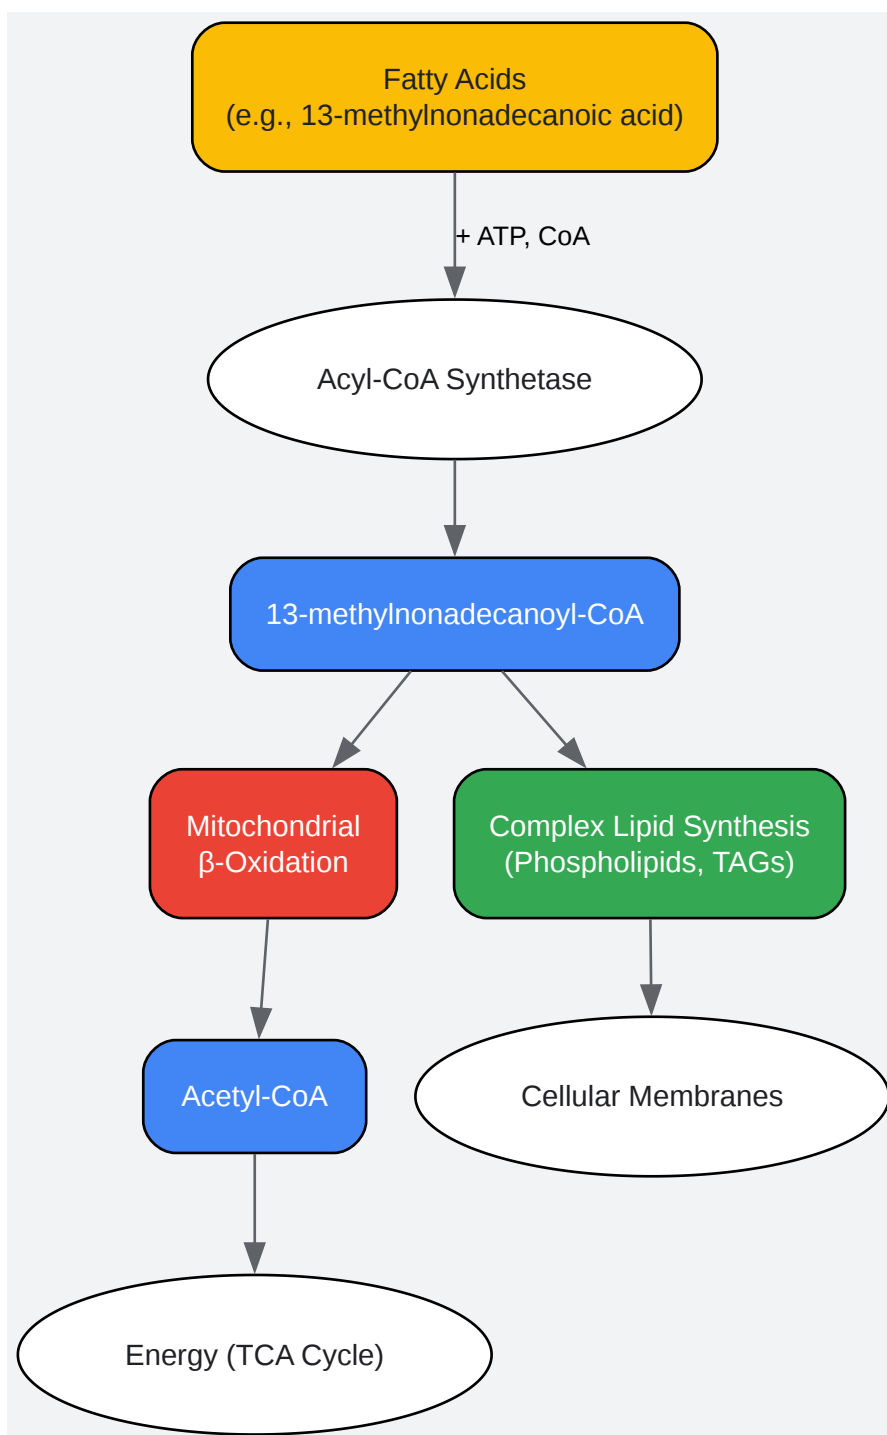 Fatty Acids
(e.g., 13-methylnonadecanoic acid)
+ ATP, CoA
Acyl-CoA Synthetase
13-methylnonadecanoyl-CoA
Mitochondrial
β-Oxidation
Complex Lipid Synthesis
(Phospholipids, TAGs)
Acetyl-CoA
Cellular Membranes
Energy (TCA Cycle)